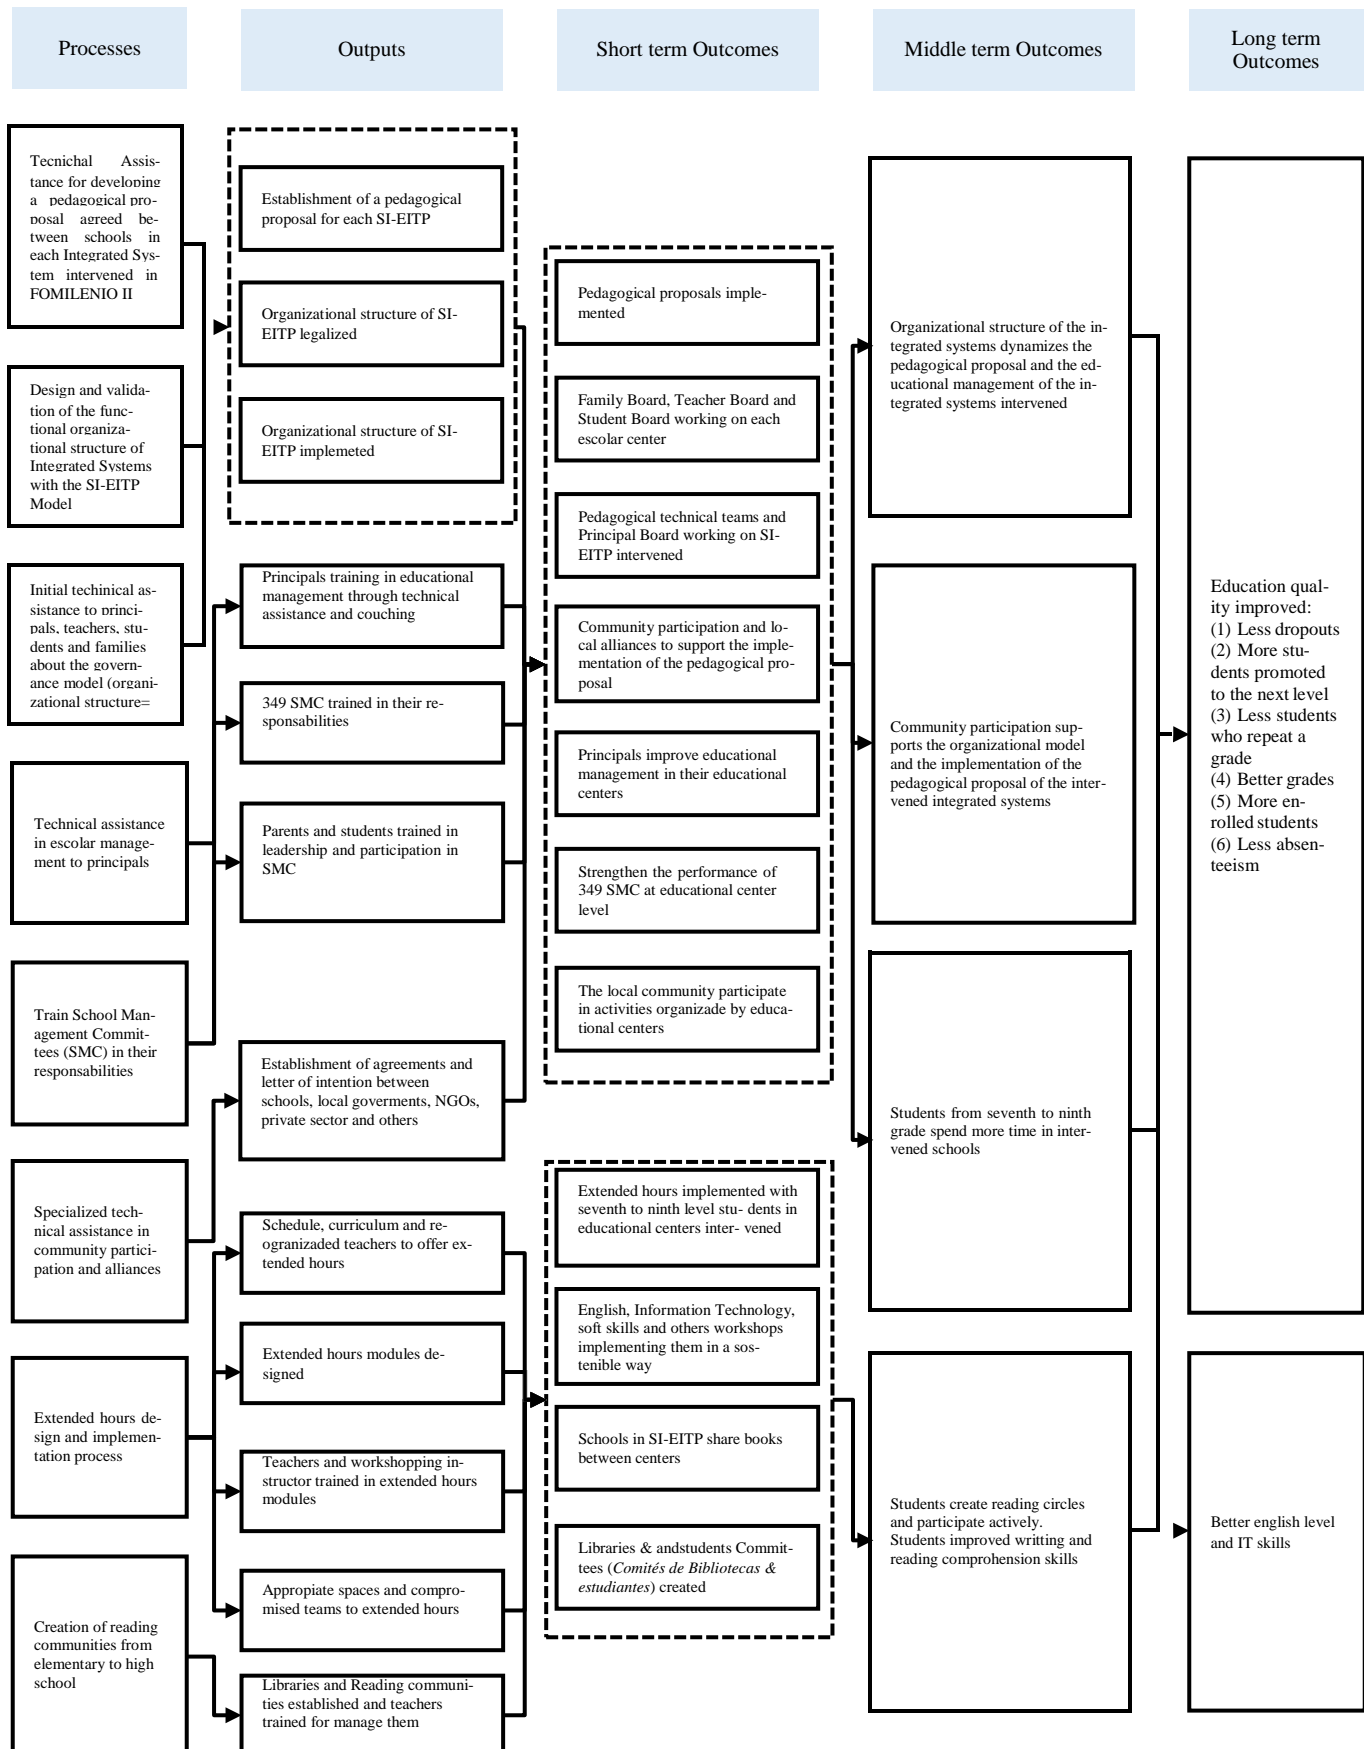 Processes
Outputs
Short term Outcomes
Middle term Outcomes
Long term
Outcomes
Tecnichal Assis-
tance for developing
a pedagogical pro-
posal agreed be-
tween schools in
each Integrated Sys-
tem intervened in
FOMILENIO II
Design and valida-
tion of the func-
tional organiza-
tional structure of
Integrated Systems
with the SI-EITP
Model
Initial techinical as-
sistance to princi-
pals, teachers, stu-
dents and families
about the govern-
ance model (organi-
zational structure=
Technical assistance
in escolar manage-
ment to principals
Train School Man-
agement Commit-
tees (SMC) in their
responsabilities
Specialized tech-
nical assistance in
community partici-
pation and alliances
Extended hours de-
sign and implemen-
tation process
Creation of reading
communities from
elementary to high
school
Establishment of a pedagogical
proposal for each SI-EITP
Organizational structure of SI-
EITP legalized
Organizational structure of SI-
EITP implemeted
Principals training in educational
management through technical
assistance and couching
349 SMC trained in their re-
sponsabilities
Parents and students trained in
leadership and participation in
SMC
Establishment of agreements and
letter of intention between
schools, local goverments, NGOs,
private sector and others
Schedule, curriculum and re-
ogranizaded teachers to offer ex-
tended hours
Extended hours modules de-
signed
Teachers and workshopping in-
structor trained in extended hours
modules
Appropiate spaces and compro-
mised teams to extended hours
Libraries and Reading communi-
ties established and teachers
trained for manage them
Pedagogical proposals imple-
mented
Family Board, Teacher Board and
Student Board working on each
escolar center
Pedagogical technical teams and
Principal Board working on SI-
EITP intervened
Community participation and lo-
cal alliances to support the imple-
mentation of the pedagogical pro-
posal
Principals improve educational
management in their educational
centers
Strengthen the performance of
349 SMC at educational center
level
The local community participate
in activities organizade by educa-
tional centers
Extended hours implemented with
seventh to ninth level stu- dents in
educational centers inter- vened
English, Information Technology,
soft skills and others workshops
implementing them in a sos-
tenible way
Schools in SI-EITP share books
between centers
Libraries & andstudents Commit-
tees (Comités de Bibliotecas &
estudiantes) created
Organizational structure of the in-
tegrated systems dynamizes the
pedagogical proposal and the ed-
ucational management of the in-
tegrated systems intervened
Community participation sup-
ports the organizational model
and the implementation of the
pedagogical proposal of the inter-
vened integrated systems
Students from seventh to ninth
grade spend more time in inter-
vened schools
Students create reading circles
and participate actively.
Students improved writting and
reading comprohension skills
Education qual-
ity improved:
(1) Less dropouts
(2) More stu-
dents promoted
to the next level
(3) Less students
who repeat a
grade
(4) Better grades
(5) More en-
rolled students
(6) Less absen-
teeism
Better english level
and IT skills